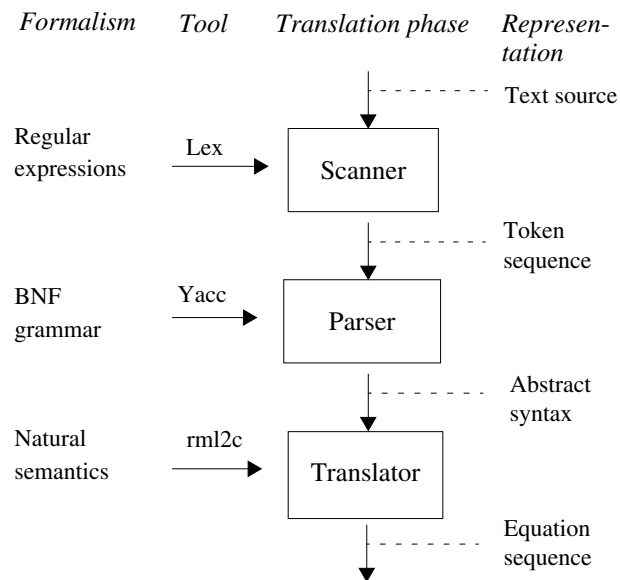 Formalism Tool Translation phase Represen-
tation
Text source
Regular
expressions
Lex
Scanner
Token
sequence
BNF
grammar
Yacc
Parser
Abstract
syntax
Natural
semantics
rml2c
Translator
Equation
sequence